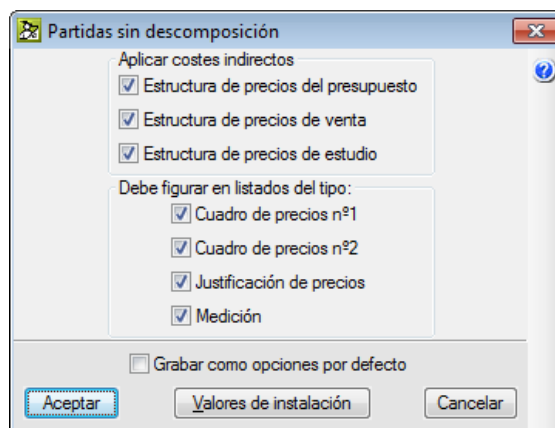 Partidas sin descomposición
Aplicar costes indirectos
Estructura de precios del presupuesto
Estructura de precios de venta
Estructura de precios de estudio
Debe figurar en listados del tipo:
Cuadro de precios nº1
Cuadro de precios nº2
Justificación de precios
Medición
Grabar como opciones por defecto
Aceptar Valores de instalación Cancelar